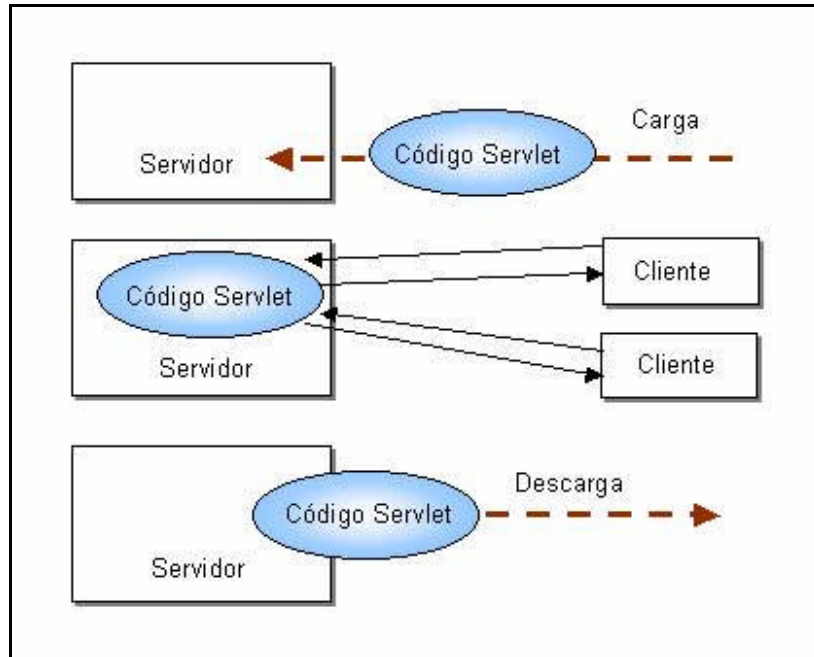 Carga
Código Servlet
Servidor
Código Servlet
Servidor
Cliente
Cliente
Descarga
Código Servlet
Servidor